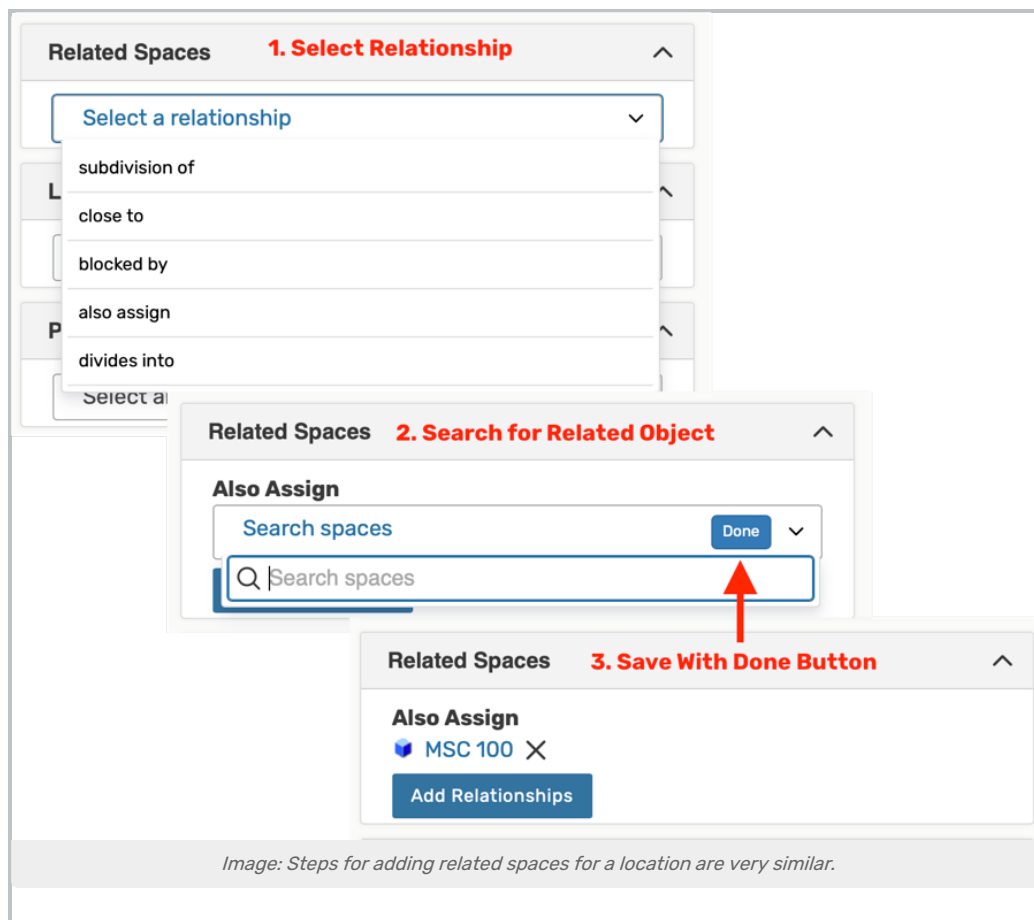 Related Spaces 1. Select Relationship
Select a relationship
subdivision of
L
close to
blocked by
also assign
P
divides into
Select a
Related Spaces 2. Search for Related Object
Also Assign
Search spaces Done
Search spaces
Related Spaces 3. Save With Done Button
Also Assign
MSC 100
Add Relationships
Image: Steps for adding related spaces for a location are very similar.